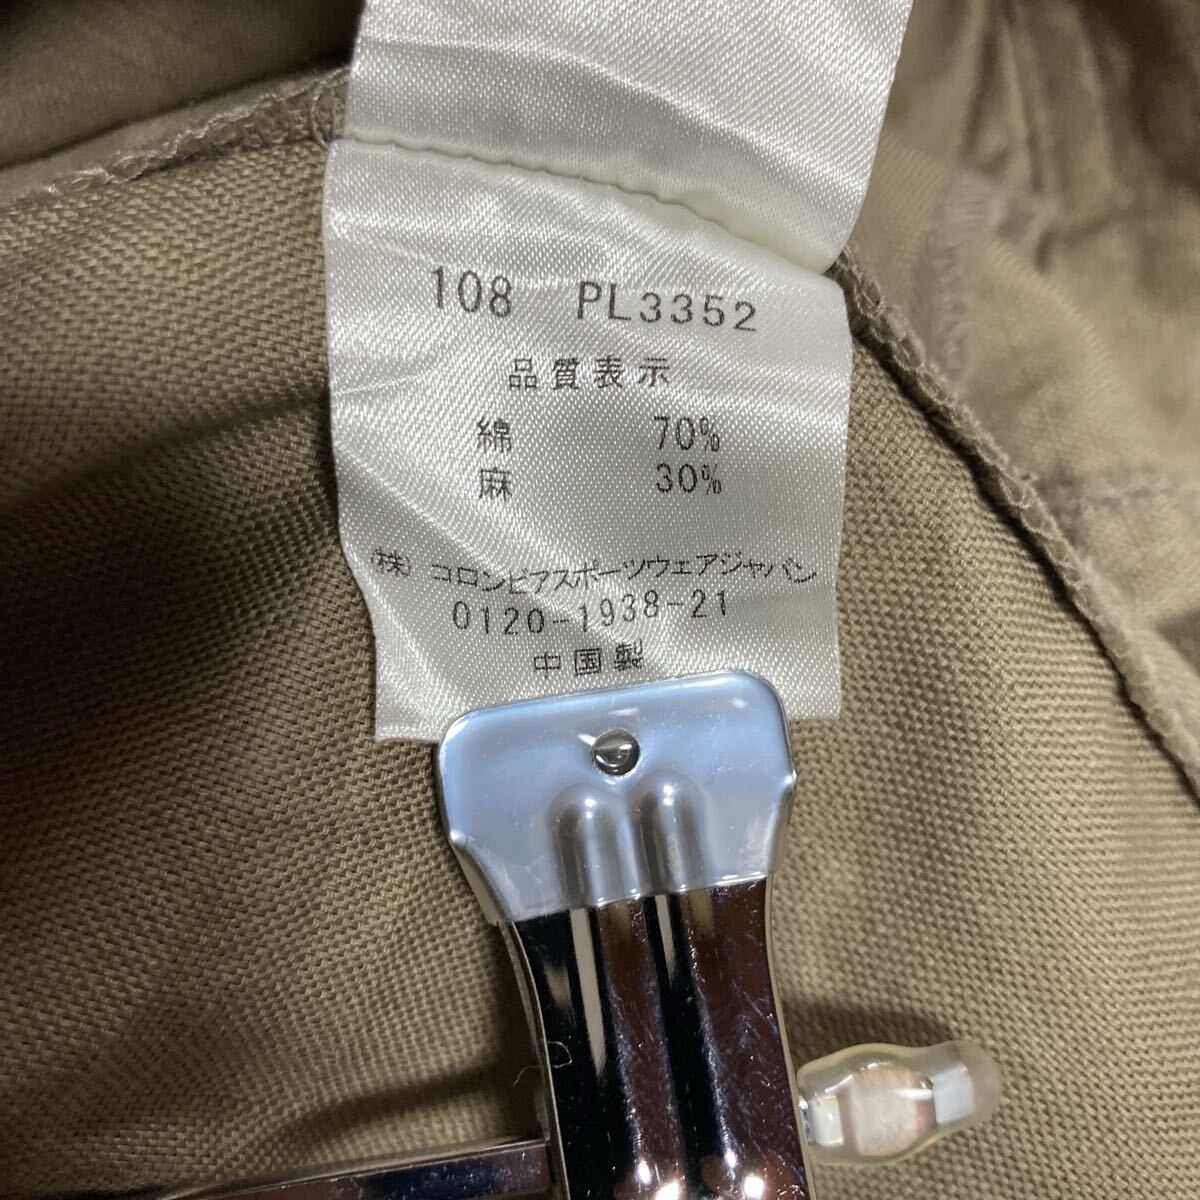 108 PL3352
品質表示
綿 70%
麻 30%
(株)コロンビアスポーツウェアジャパン
0120-1938-21
中国製